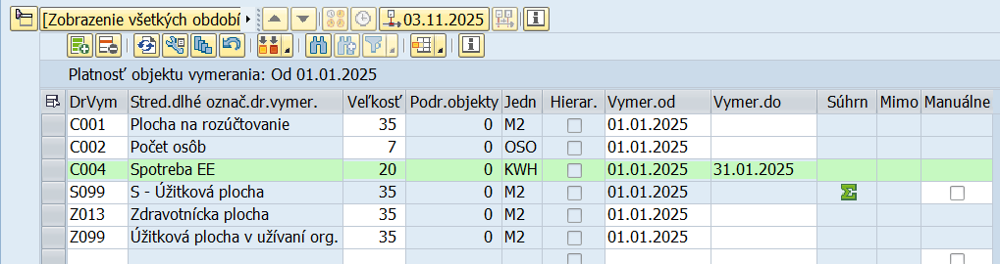 [Zobrazenie všetkých období 03.11.2025
Platnosť objektu vymerania: Od 01.01.2025
DrVym Stred.dlhé označ.dr.vymer. Veľkosť Podr.objekty Jedn Hierar. Vymer.od Vymer.do Súhrn Mimo Manuálne
C001 Plocha na rozúčtovanie 35 0 M2 01.01.2025
C002 Počet osôb 7 0 OSO 01.01.2025
C004 Spotreba EE 20 0 KWH 01.01.2025 31.01.2025
S099 S - Úžitková plocha 35 0 M2 01.01.2025
Z013 Zdravotnícka plocha 35 0 M2 01.01.2025
Z099 Úžitková plocha v užívaní org. 35 0 M2 01.01.2025